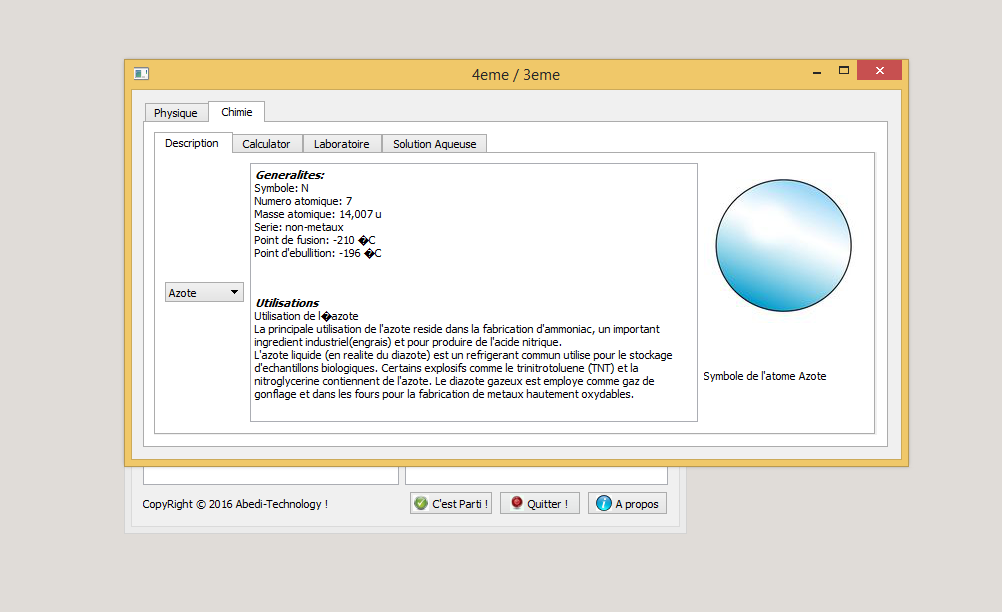 4eme / 3eme
Physique
Chimie
Description
Calculator
Laboratoire
Solution Aqueuse
Generalites:
Symbole: N
Numero atomique: 7
Masse atomique: 14,007 u
Serie: non-metaux
Point de fusion: -210 �C
Point d'ebullition: -196 �C
Azote
Utilisations
Utilisation de l�azote
La principale utilisation de l'azote reside dans la fabrication d'ammoniac, un important
ingredient industriel(engrais) et pour produire de l'acide nitrique.
L'azote liquide (en realite du diazote) est un refrigerant commun utilise pour le stockage
d'echantillons biologiques. Certains explosifs comme le trinitrotoluene (TNT) et la
nitroglycerine contiennent de l'azote. Le diazote gazeux est employe comme gaz de
gonflage et dans les fours pour la fabrication de metaux hautement oxydables.
Symbole de l'atome Azote
CopyRight © 2016 Abedi-Technology !
C'est Parti !
Quitter !
A propos